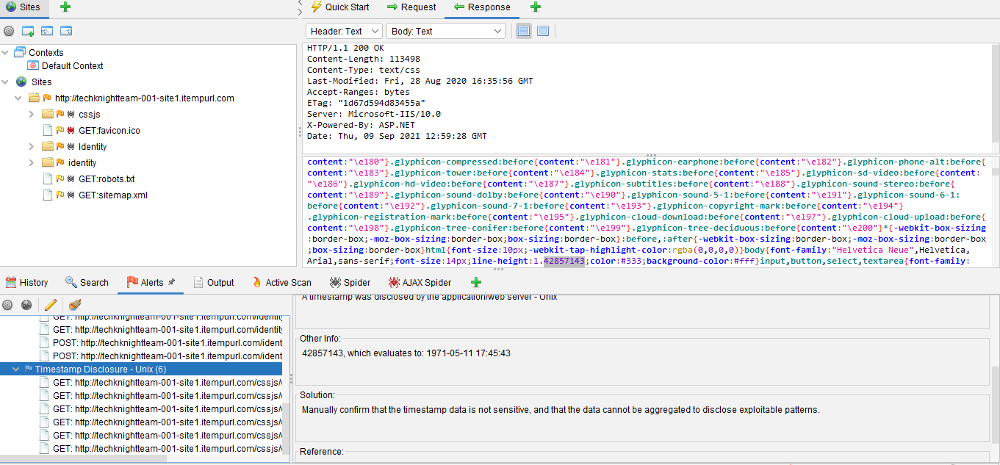 Sites
Quick Start
Request
Response
Header: Text
Body: Text
Contexts
Default Context
Sites
http://techknightteam-001-site1.itempurl.com
cssjs
GET:favicon.ico
Identity
identity
GET:robots.txt
GET:sitemap.xml
HTTP/1.1 200 OK
Content-Length: 113498
Content-Type: text/css
Last-Modified: Fri, 28 Aug 2020 16:35:56 GMT
Accept-Ranges: bytes
ETag: "1d67d594d83455a"
Server: Microsoft-IIS/10.0
X-Powered-By: ASP.NET
Date: Thu, 09 Sep 2021 12:59:28 GMT
content:"\e180"}.glyphicon-compressed:before{content:"\e181"}.glyphicon-earphone:before{content:"\e182"}.glyphicon-phone-alt:before{
content:"\e183"}.glyphicon-tower:before{content:"\e184"}.glyphicon-stats:before{content:"\e185"}.glyphicon-sd-video:before{content:
"\e186"}.glyphicon-hd-video:before{content:"\e187"}.glyphicon-subtitles:before{content:"\e188"}.glyphicon-sound-stereo:before{
content:"\e189"}.glyphicon-sound-dolby:before{content:"\e190"}.glyphicon-sound-5-1:before{content:"\e191"}.glyphicon-sound-6-1:
before{content:"\e192"}.glyphicon-sound-7-1:before{content:"\e193"}.glyphicon-copyright-mark:before{content:"\e194"}
.glyphicon-registration-mark:before{content:"\e195"}.glyphicon-cloud-download:before{content:"\e197"}.glyphicon-cloud-upload:before{
content:"\e198"}.glyphicon-tree-conifer:before{content:"\e199"}.glyphicon-tree-deciduous:before{content:"\e200"}*{-webkit-box-sizing
:border-box;-moz-box-sizing:border-box;box-sizing:border-box}:before,:after{-webkit-box-sizing:border-box;-moz-box-sizing:border-box
;box-sizing:border-box}html{font-size:10px;-webkit-tap-highlight-color:rgba(0,0,0,0)}body{font-family:"Helvetica Neue",Helvetica,
Arial,sans-serif;font-size:14px;line-height:1.42857143;color:#333;background-color:#fff}input,button,select,textarea{font-family:
History
Search
Alerts
Output
Active Scan
Spider
AJAX Spider
GET: http://techknightteam-001-site1.itempurl.com/identity
GET: http://techknightteam-001-site1.itempurl.com/identity
POST: http://techknightteam-001-site1.itempurl.com/ident
POST: http://techknightteam-001-site1.itempurl.com/ident
Timestamp Disclosure - Unix (6)
GET: http://techknightteam-001-site1.itempurl.com/cssjs/
GET: http://techknightteam-001-site1.itempurl.com/cssjs/
GET: http://techknightteam-001-site1.itempurl.com/cssjs/
GET: http://techknightteam-001-site1.itempurl.com/cssjs/
GET: http://techknightteam-001-site1.itempurl.com/cssjs/
GET: http://techknightteam-001-site1.itempurl.com/cssjs/
A timestamp was disclosed by the application/web server - Unix
Other Info:
42857143, which evaluates to: 1971-05-11 17:45:43
Solution:
Manually confirm that the timestamp data is not sensitive, and that the data cannot be aggregated to disclose exploitable patterns.
Reference: